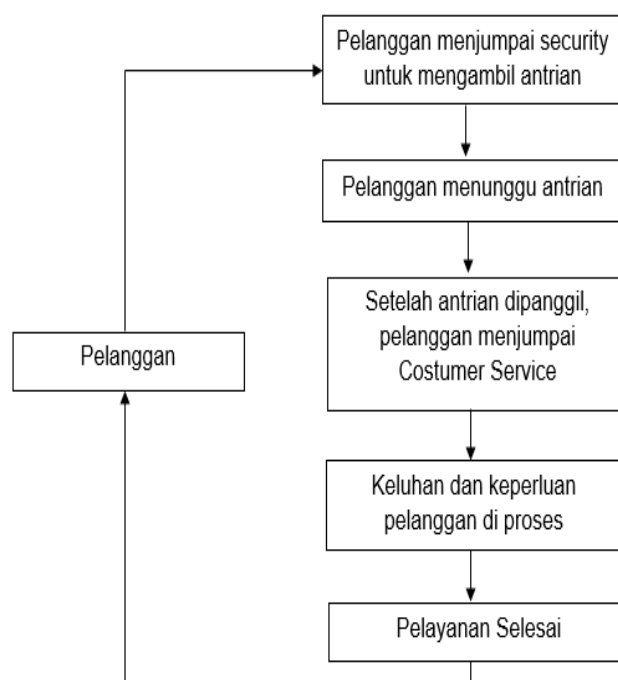 Pelanggan menjumpai security
untuk mengambil antrian
Pelanggan menunggu antrian
Setelah antrian dipanggil,
pelanggan menjumpai
Costumer Service
Pelanggan
Keluhan dan keperluan
pelanggan di proses
Pelayanan Selesai